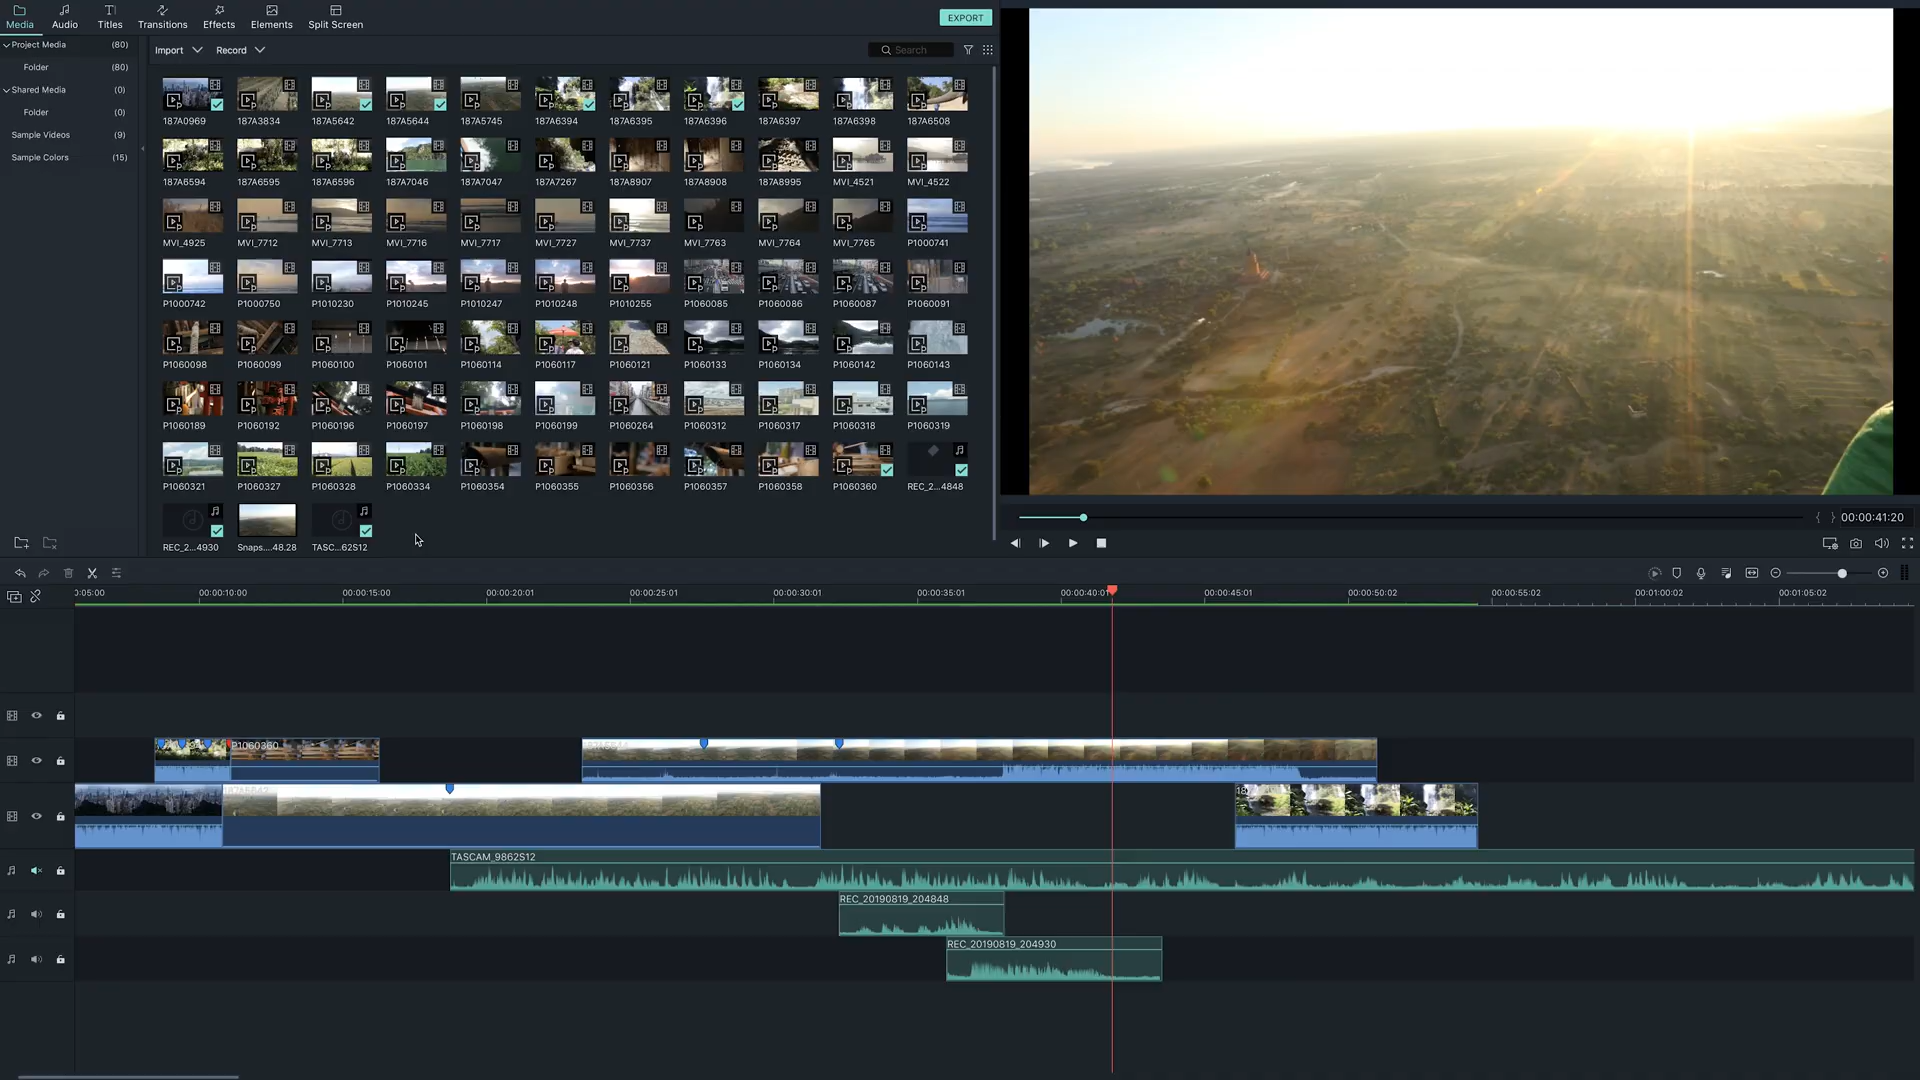 Media Audio Titles Transitions Effects Elements Split Screen EXPORT
Project Media (80)
Folder (80)
Shared Media (0)
Folder (0)
Sample Videos (9)
Sample Colors (15)
Import Record Search
187A0969 187A3834 187A5642 187A5644 187A5745 187A6394 187A6395 187A6396 187A6397 187A6398 187A6508
187A6594 187A6595 187A6596 187A7046 187A7047 187A7267 187A8907 187A8908 187A8995 MVI_4521 MVI_4522
MVI_4925 MVI_7712 MVI_7713 MVI_7716 MVI_7717 MVI_7727 MVI_7737 MVI_7763 MVI_7764 MVI_7765 P1000741
P1000742 P1000750 P1010230 P1010245 P1010247 P1010248 P1010255 P1060085 P1060086 P1060087 P1060091
P1060098 P1060099 P1060100 P1060101 P1060114 P1060117 P1060121 P1060133 P1060134 P1060142 P1060143
P1060189 P1060192 P1060196 P1060197 P1060198 P1060199 P1060264 P1060312 P1060317 P1060318 P1060319
P1060321 P1060327 P1060328 P1060334 P1060354 P1060355 P1060356 P1060357 P1060358 P1060360 REC_2...4848
REC_2...4930 Snaps....48.28 TASC...62S12
00:00:41:20
0:05:00 00:00:10:00 00:00:15:00 00:00:20:01 00:00:25:01 00:00:30:01 00:00:35:01 00:00:40:01 00:00:45:01 00:00:50:02 00:00:55:02 00:01:00:02 00:01:05:02
P1060360
187A5642
TASCAM_9862S12
REC_20190819_204848
REC_20190819_204930